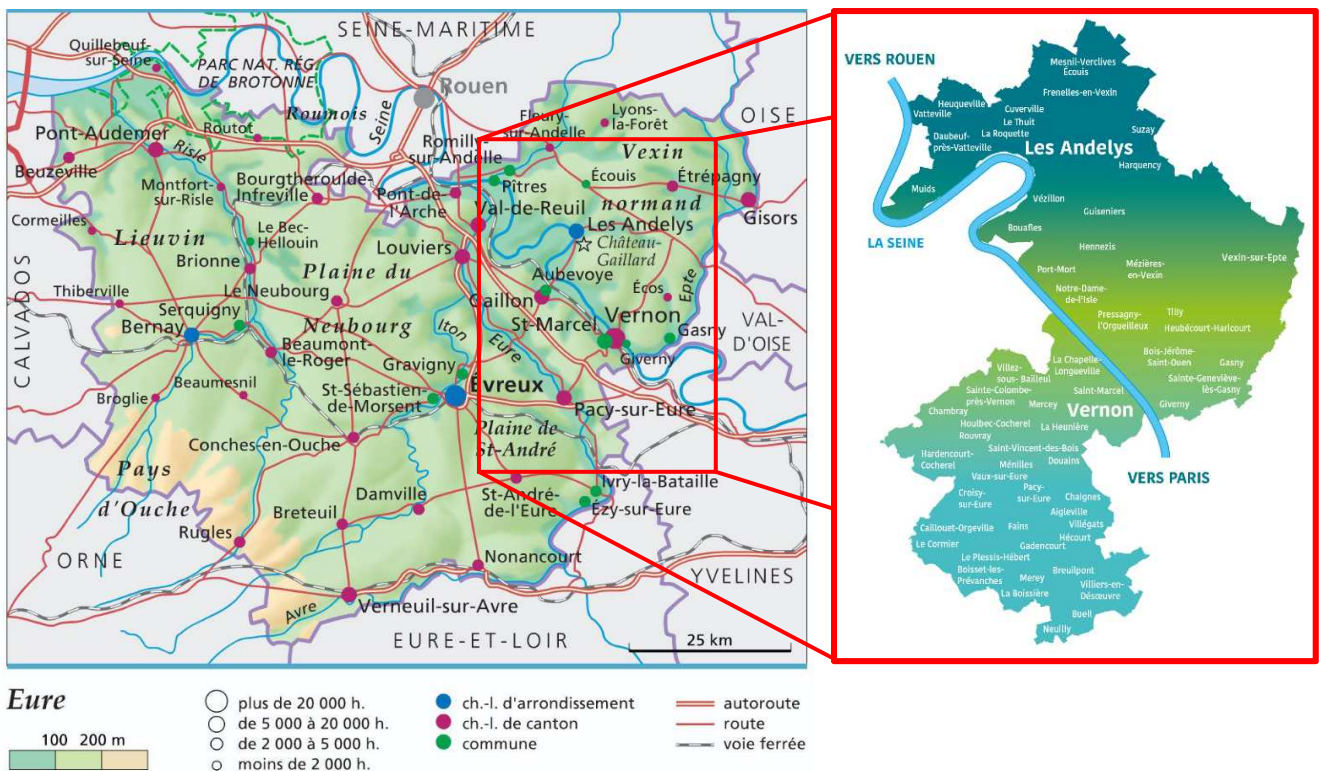 SEINE-MARITIME
Quillebeuf-
sur-Seine
PARC NAT. RÉG.
DE BROTONNE
Rouen
Seine
Roumois
Routot
Pont-Audemer
Risle
Beuzeville
Montfort-
sur-Risle
Bourgtheroulde-
Infreville
Romilly-
sur-Andelle
Fleury-
sur-Andelle
Lyons-
la-Forêt
OISE
Vexin
normand
Écouis
Étrépagny
Gisors
Pîtres
Pont-de-
l'Arche
Val-de-Reuil
Les Andelys
Château-
Gaillard
Cormeilles
Lieuvin
Le Bec-
Hellouin
Brionne
Louviers
Plaine du
Neubourg
Le Neubourg
Aubevoye
Gaillon
Écos
Epte
CALVADOS
Thiberville
Serquigny
Bernay
Beaumont-
le-Roger
Iton
Eure
St-Marcel
Vernon
Gasny
Giverny
VAL-
D'OISE
Gravigny
Évreux
St-Sébastien-
de-Morsent
Beaumesnil
Broglie
Pacy-sur-Eure
Conches-en-Ouche
Plaine de
St-André
Pays
d'Ouche
Damville
Breteuil
Rugles
St-André-
de-l'Eure
Ivry-la-Bataille
Ézy-sur-Eure
ORNE
Nonancourt
YVELINES
Avre
Verneuil-sur-Avre
EURE-ET-LOIR
25 km
Eure
100 200 m
plus de 20 000 h.
de 5 000 à 20 000 h.
de 2 000 à 5 000 h.
moins de 2 000 h.
ch.-l. d'arrondissement
ch.-l. de canton
commune
autoroute
route
voie ferrée
VERS ROUEN
Mesnil-Verclives
Écouis
Frenelles-en-Vexin
Heuqueville
Vatteville
Cuverville
Le Thuit
La Roquette
Daubeuf-
près-Vatteville
Suzay
Les Andelys
Harquency
Muids
Vézillon
Guiseniers
LA SEINE
Bouafles
Hennezis
Vexin-sur-Epte
Port-Mort
Mézières-
en-Vexin
Notre-Dame-
de-l'Isle
Pressagny-
l'Orgueilleux
Tilly
Heubécourt-Haricourt
Bois-Jérôme-
Saint-Ouen
Gasny
La Chapelle-
Longueville
Villez-
sous- Bailleul
Sainte-Geneviève-
lès-Gasny
Sainte-Colombe-
près-Vernon
Saint-Marcel
Mercey
Chambray
Vernon
Giverny
Houlbec-Cocherel
Rouvray
La Heunière
Saint-Vincent-des-Bois
Hardencourt-
Cocherel
Ménilles
Douains
Vaux-sur-Eure
VERS PARIS
Croisy-
sur-Eure
Pacy-
sur-Eure
Chaignes
Aigleville
Caillouet-Orgeville
Fains
Villégats
Hécourt
Le Cormier
Gadencourt
Le Plessis-Hébert
Boisset-les-
Prévanches
Merey
Breuilpont
Villiers-en-
Désœuvre
La Boissière
Bueil
Neuilly